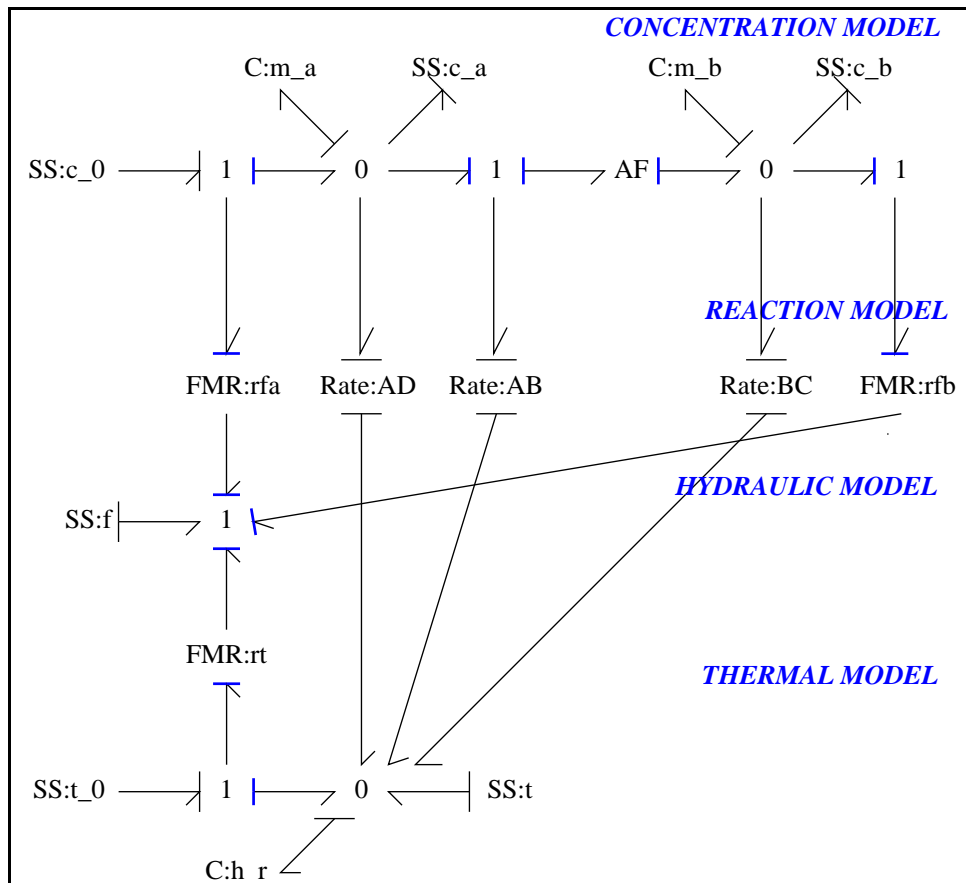 CONCENTRATION MODEL
C:m_a SS:c_a C:m_b SS:c_b
SS:c_0 1 0 1 AF 0 1
REACTION MODEL
FMR:rfa Rate:AD Rate:AB Rate:BC FMR:rfb
HYDRAULIC MODEL
SS:f 1
FMR:rt
THERMAL MODEL
SS:t_0 1 0 SS:t
C:h_r